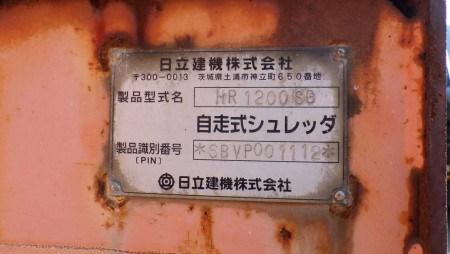 日立建機株式会社
〒300-0013 茨城県土浦市神立町650番地
製品型式名 HR1200SG
自走式シュレッダ
製品識別番号 *SBVP001112*
〔PIN〕
日立建機株式会社